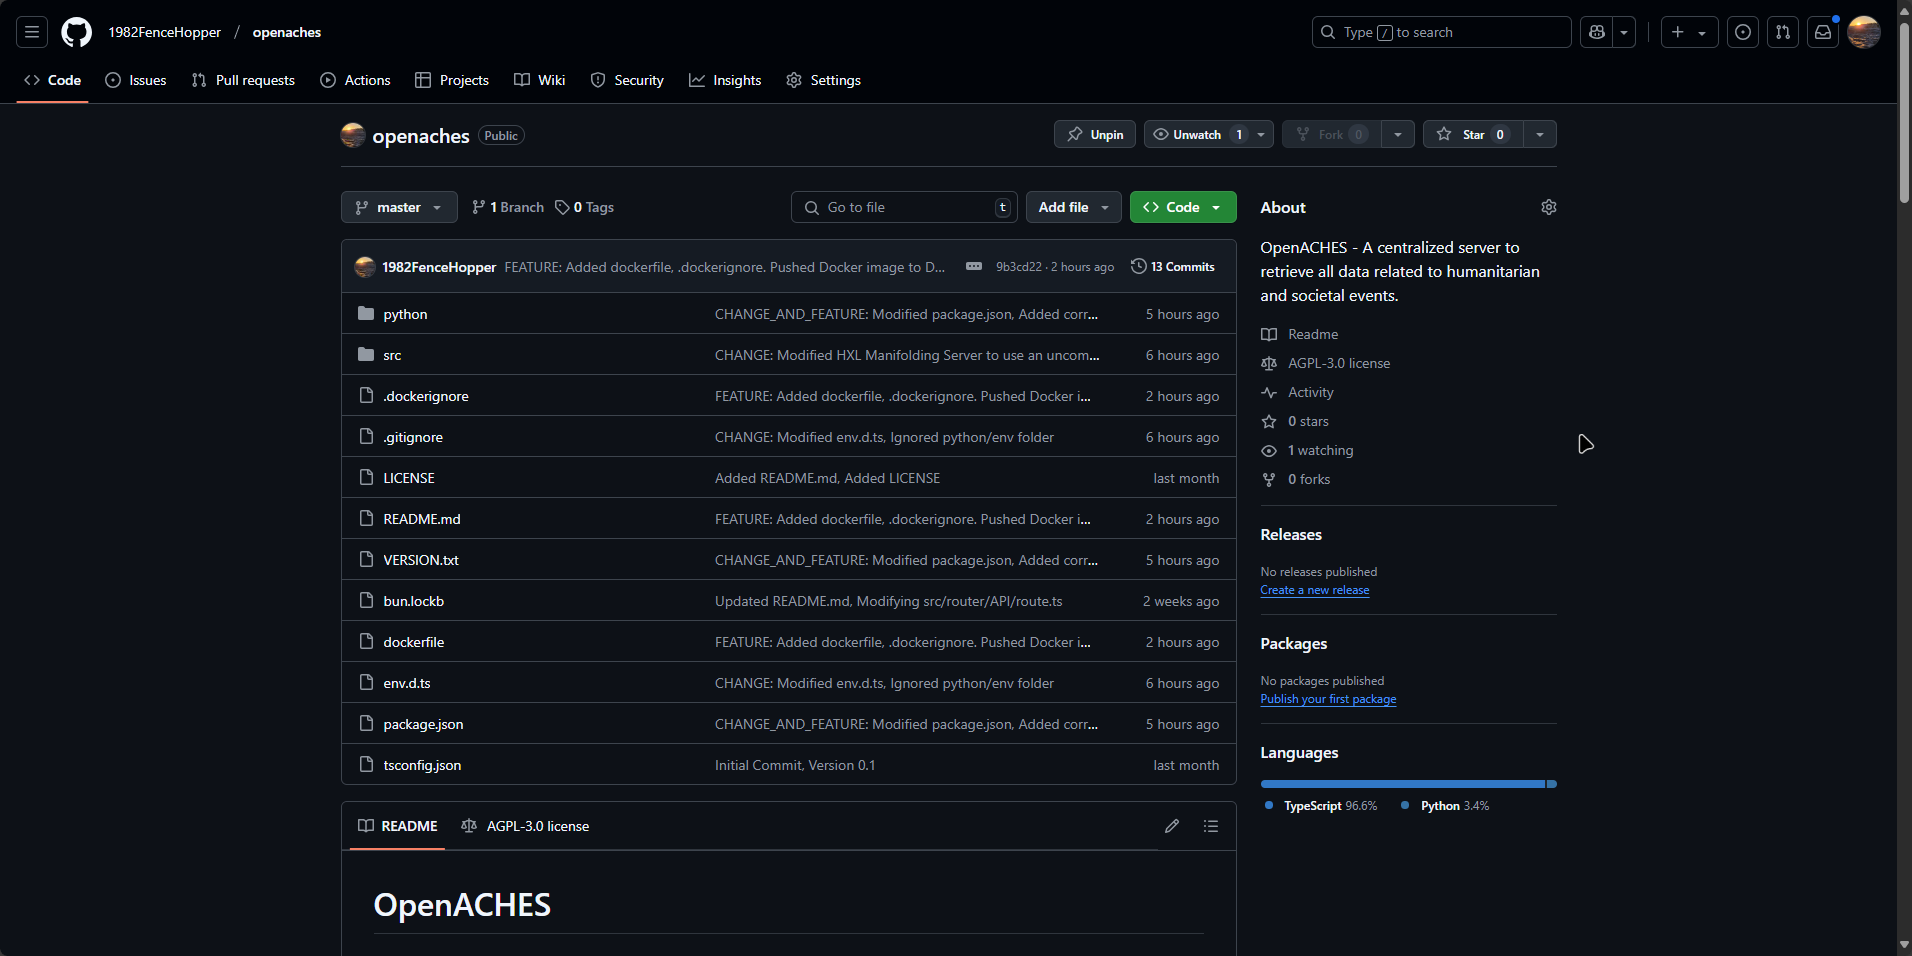 1982FenceHopper / openaches
Type / to search
Code Issues Pull requests Actions Projects Wiki Security Insights Settings
openaches Public
Unpin Unwatch 1 Fork 0 Star 0
master 1 Branch 0 Tags Go to file t Add file Code
1982FenceHopper FEATURE: Added dockerfile, .dockerignore. Pushed Docker image to D... 9b3cd22 · 2 hours ago 13 Commits
python CHANGE_AND_FEATURE: Modified package.json, Added corr... 5 hours ago
src CHANGE: Modified HXL Manifolding Server to use an uncom... 6 hours ago
.dockerignore FEATURE: Added dockerfile, .dockerignore. Pushed Docker i... 2 hours ago
.gitignore CHANGE: Modified env.d.ts, Ignored python/env folder 6 hours ago
LICENSE Added README.md, Added LICENSE last month
README.md FEATURE: Added dockerfile, .dockerignore. Pushed Docker i... 2 hours ago
VERSION.txt CHANGE_AND_FEATURE: Modified package.json, Added corr... 5 hours ago
bun.lockb Updated README.md, Modifying src/router/API/route.ts 2 weeks ago
dockerfile FEATURE: Added dockerfile, .dockerignore. Pushed Docker i... 2 hours ago
env.d.ts CHANGE: Modified env.d.ts, Ignored python/env folder 6 hours ago
package.json CHANGE_AND_FEATURE: Modified package.json, Added corr... 5 hours ago
tsconfig.json Initial Commit, Version 0.1 last month
README AGPL-3.0 license
OpenACHES
About
OpenACHES - A centralized server to
retrieve all data related to humanitarian
and societal events.
Readme
AGPL-3.0 license
Activity
0 stars
1 watching
0 forks
Releases
No releases published
Create a new release
Packages
No packages published
Publish your first package
Languages
TypeScript 96.6% Python 3.4%